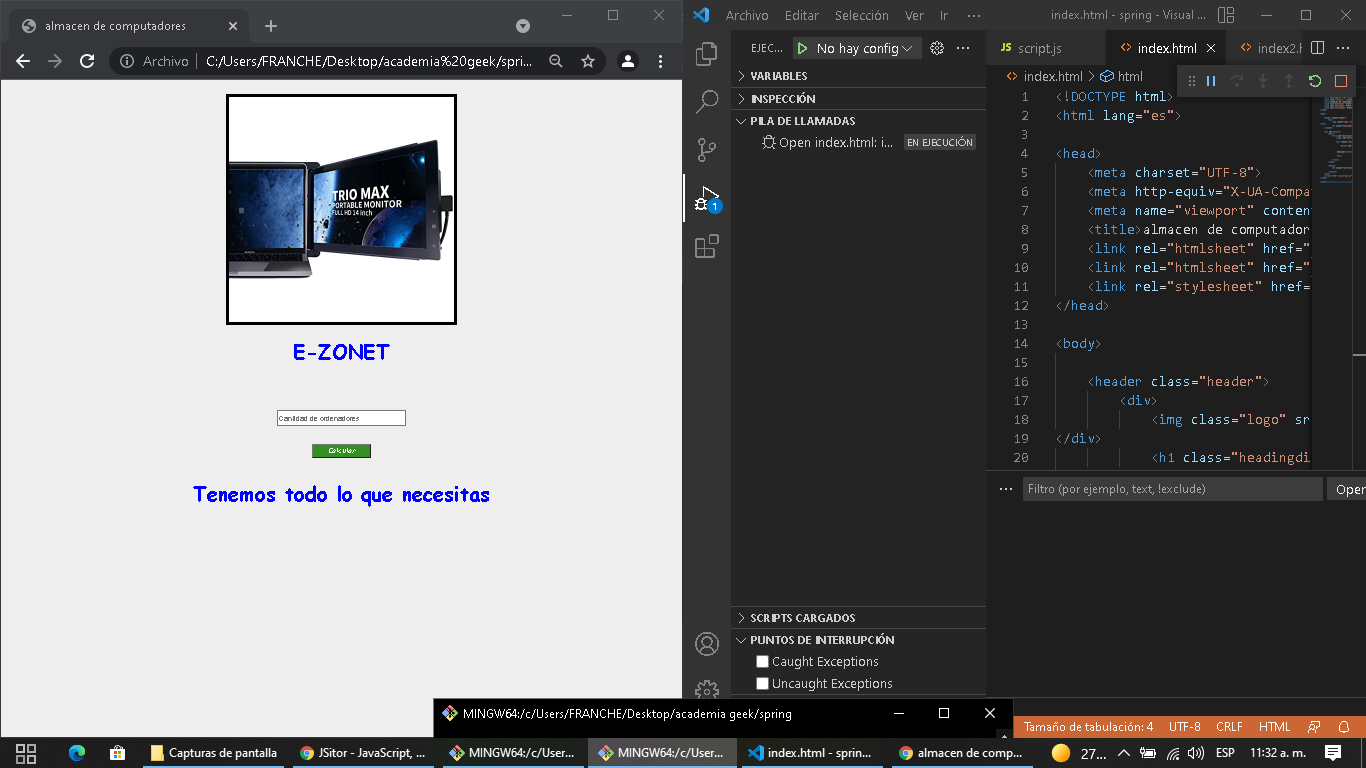 almacen de computadores
Archivo
C:/Users/FRANCHE/Desktop/academia%20geek/spri...
TRIO MAX
PORTABLE MONITOR
FULL HD 14 inch
E-ZONET
Cantidad de ordenadores
Calcular
Tenemos todo lo que necesitas
Archivo Editar Selección Ver Ir ···
index.html - spring - Visual ...
EJEC... No hay config ···
VARIABLES
INSPECCIÓN
PILA DE LLAMADAS
Open index.html: i... EN EJECUCIÓN
1
SCRIPTS CARGADOS
PUNTOS DE INTERRUPCIÓN
Caught Exceptions
Uncaught Exceptions
JS script.js <> index.html <> index2.h ···
<> index.html > html
1 <!DOCTYPE html>
2 <html lang="es">
3
4 <head>
5 <meta charset="UTF-8">
6 <meta http-equiv="X-UA-Compa
7 <meta name="viewport" conten
8 <title>almacen de computador
9 <link rel="htmlsheet" href="
10 <link rel="htmlsheet" href="
11 <link rel="stylesheet" href=
12 </head>
13
14 <body>
15
16 <header class="header">
17 <div>
18 <img class="logo" sr
19 </div>
20 <h1 class="headingdi
··· Filtro (por ejemplo, text, !exclude) Open
MINGW64:/c/Users/FRANCHE/Desktop/academia geek/spring
Tamaño de tabulación: 4 UTF-8 CRLF HTML
Capturas de pantalla
JSitor - JavaScript, ...
MINGW64:/c/User...
MINGW64:/c/User...
index.html - sprin...
almacen de comp...
27...
ESP
11:32 a. m.